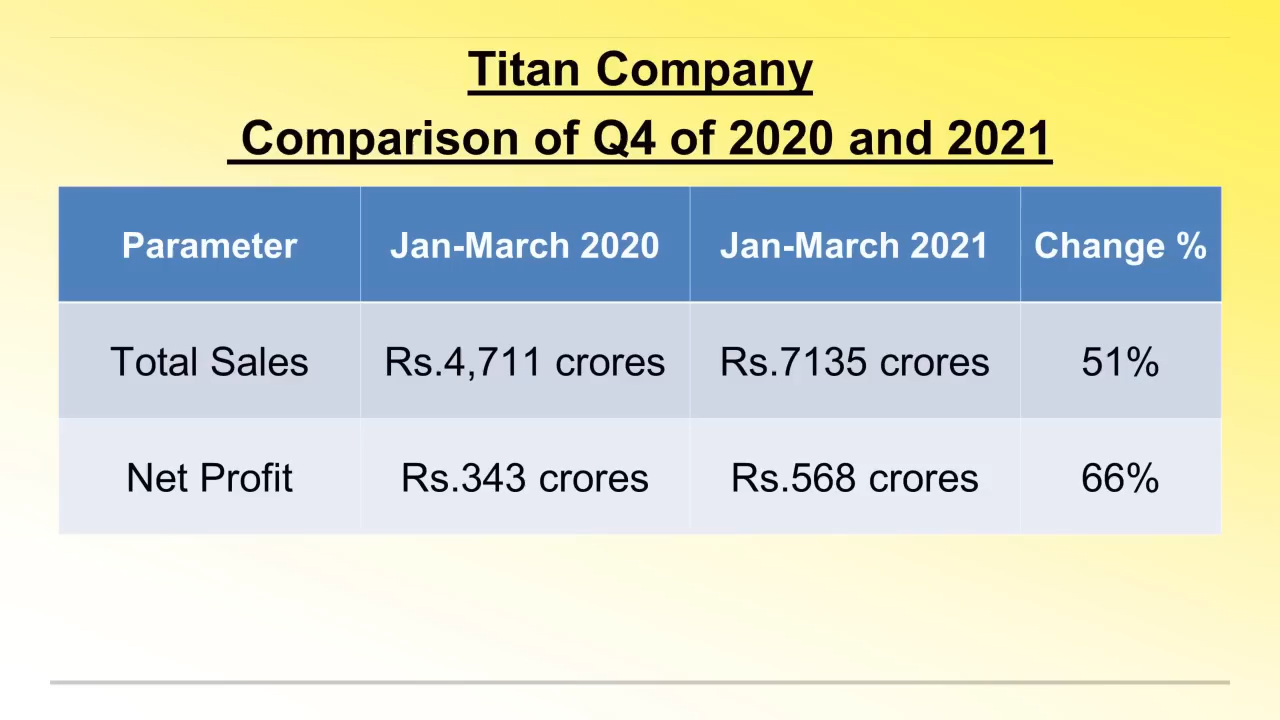 Titan Company
Comparison of Q4 of 2020 and 2021
Parameter Jan-March 2020 Jan-March 2021 Change %
Total Sales Rs.4,711 crores Rs.7135 crores 51%
Net Profit Rs.343 crores Rs.568 crores 66%